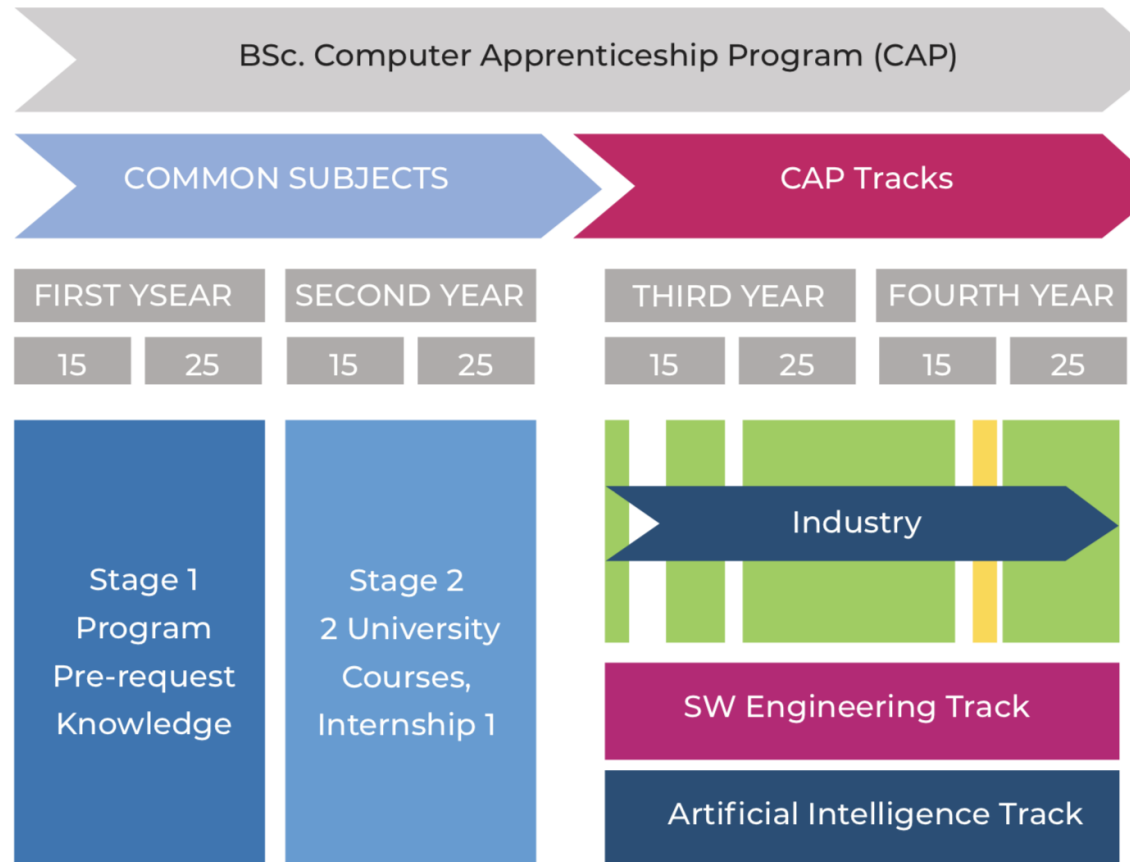 BSc. Computer Apprenticeship Program (CAP)
COMMON SUBJECTS
CAP Tracks
FIRST YSEAR
SECOND YEAR
THIRD YEAR
FOURTH YEAR
15
25
15
25
15
25
15
25
Stage 1
Program
Pre-request
Knowledge
Stage 2
2 University
Courses,
Internship 1
Industry
SW Engineering Track
Artificial Intelligence Track